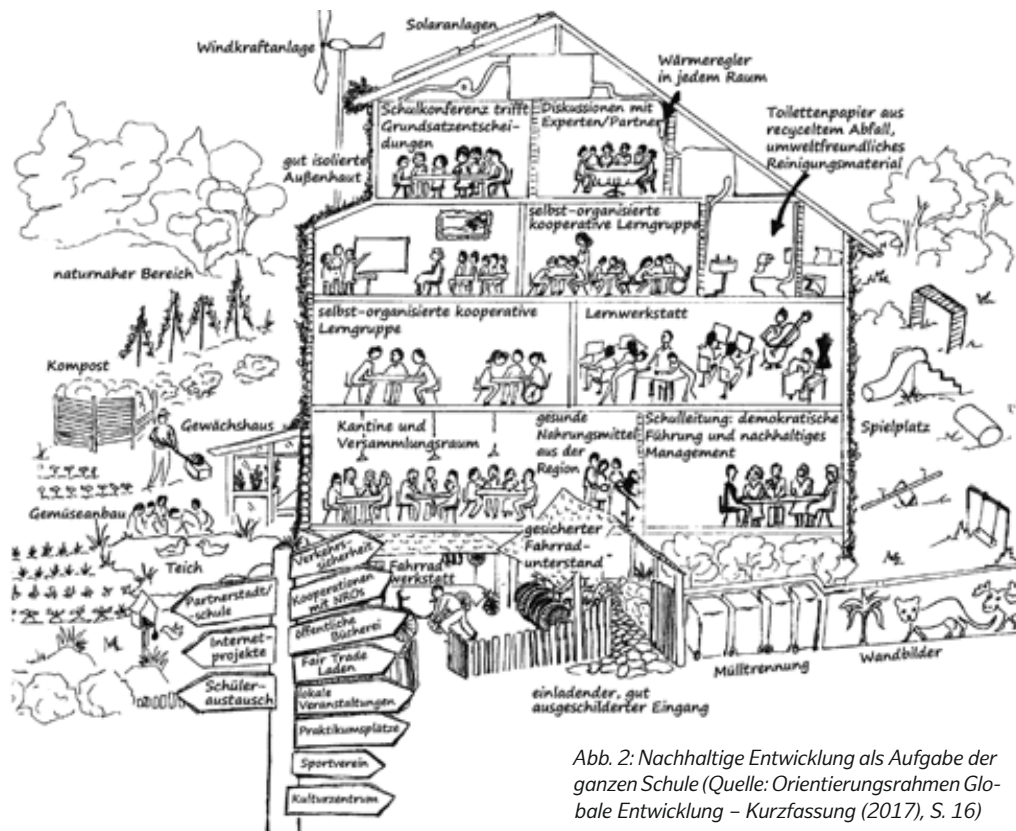 Solaranlagen
Windkraftanlage
Wärmeregler
in jedem Raum
Schulkonferenz trifft
Grundsatzentschei-
dungen
Diskussionen mit
Experten/Partner
Toilettenpapier aus
recyceltem Abfall,
umweltfreundliches
Reinigungsmaterial
gut isolierte
Außenhaut
selbst-organisierte
kooperative Lerngruppe
naturnaher Bereich
selbst-organisierte kooperative
Lerngruppe
Lernwerkstatt
Kompost
Gewächshaus
Kantine und
Versammlungsraum
gesunde
Nahrungsmittel
aus der
Region
Schulleitung: demokratische
Führung und nachhaltiges
Management
Spielplatz
Gemüseanbau
Teich
gesicherter
Fahrrad-
unterstand
Fahrrad
werkstatt
Verkehrs-
sicherheit
Kooperationen
mit NROs
öffentliche
Bücherei
Fair Trade
Laden
lokale
Veranstaltungen
Praktikumsplätze
Sportverein
Kulturzentrum
Partnerstadt/
schule
Internet-
projekte
Schüler-
austausch
einladender, gut
ausgeschilderter Eingang
Mülltrennung
Wandbilder
Abb. 2: Nachhaltige Entwicklung als Aufgabe der
ganzen Schule (Quelle: Orientierungsrahmen Glo-
bale Entwicklung – Kurzfassung (2017), S. 16)